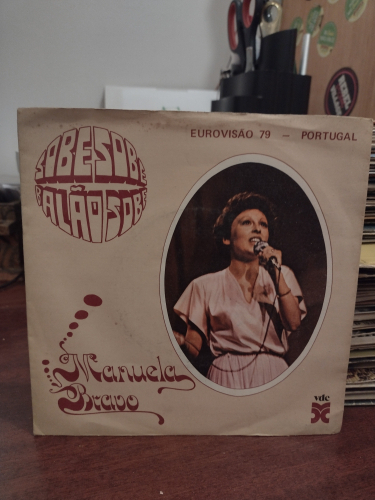 EUROVISÃO 79 — PORTUGAL
SOBE SOBE
BALÃO SOBE
Manuela
Bravo
vdc